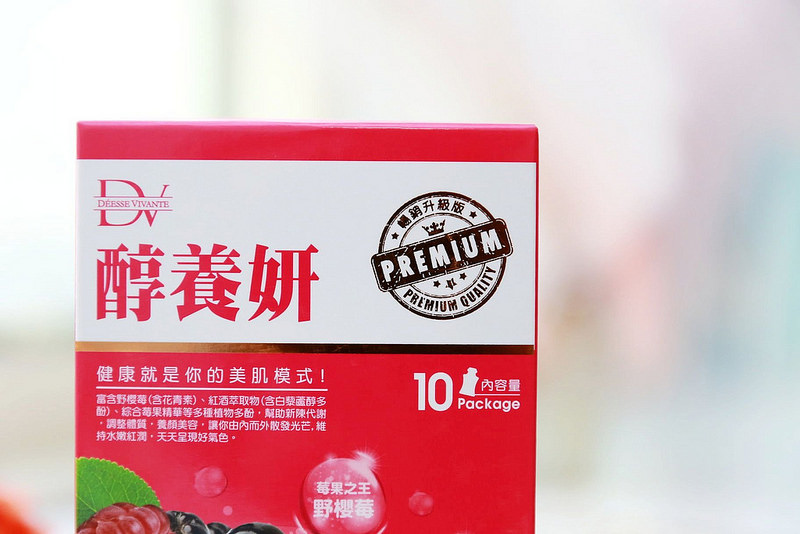 DV
DÉESSE VIVANTE
醇養妍
暢銷升級版
PREMIUM
PREMIUM QUALITY
健康就是你的美肌模式!
10 內容量
Package
富含野櫻莓(含花青素)、紅酒萃取物(含白藜蘆醇多
酚)、綜合莓果精華等多種植物多酚，幫助新陳代謝
，調整體質，養顏美容，讓你由內而外散發光芒,維
持水嫩紅潤，天天呈現好氣色。
莓果之王
野櫻莓